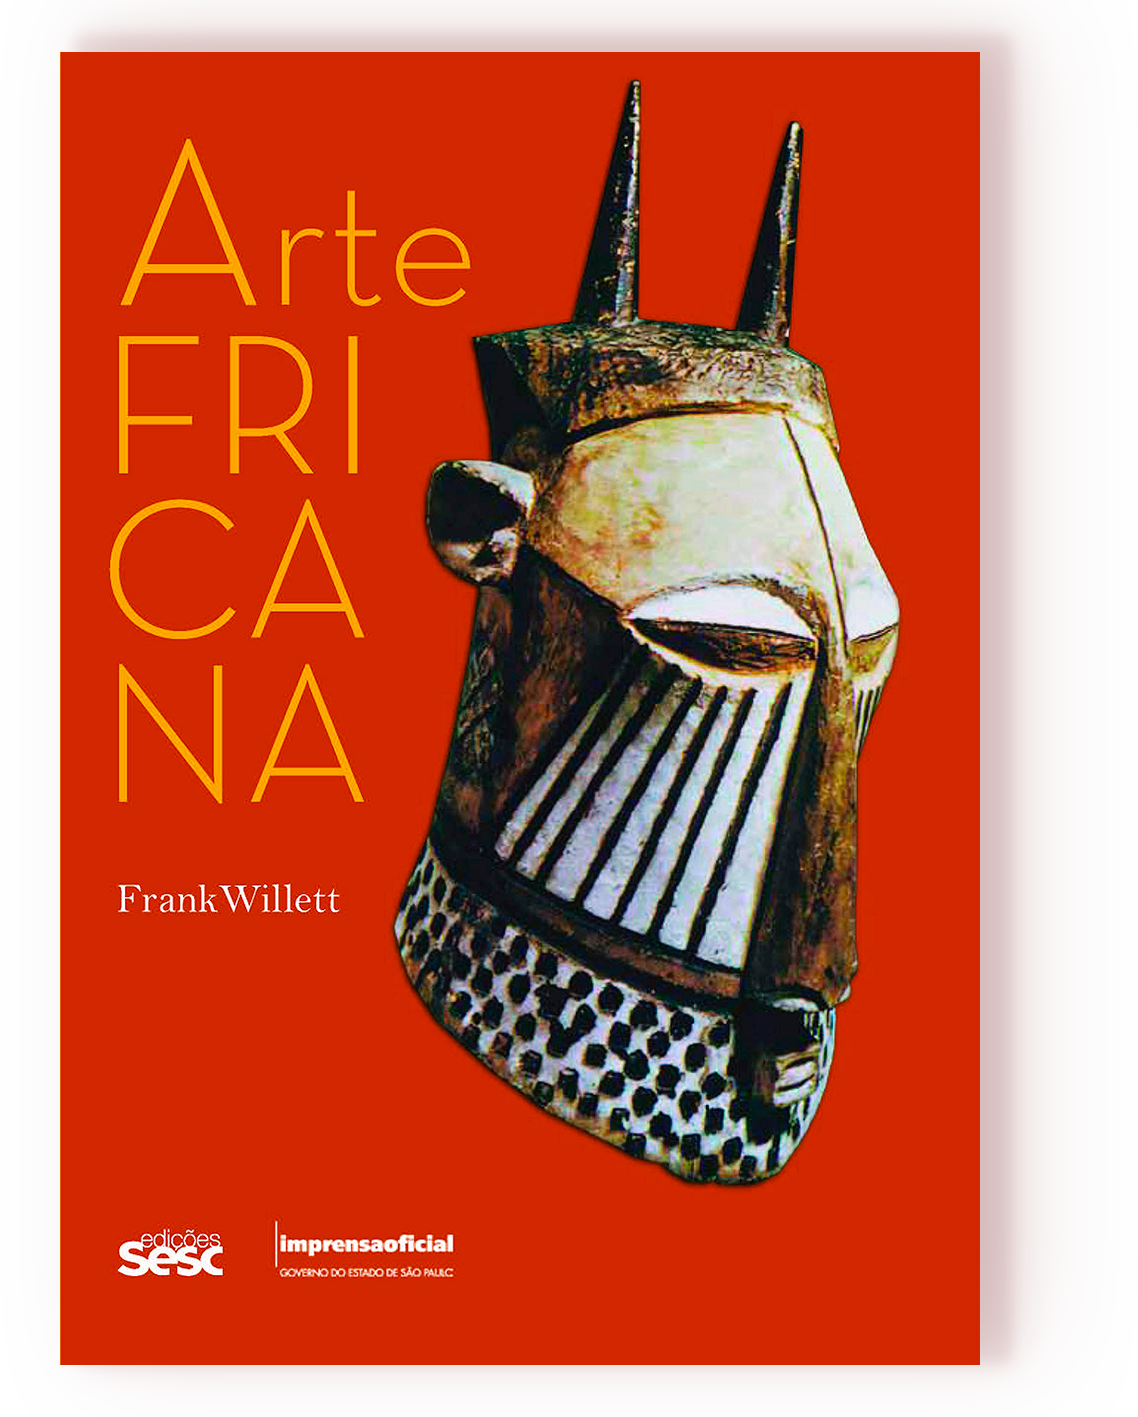 Arte
FRI
CA
NA
Frank Willett
edições
sesc
imprensaoficial
GOVERNO DO ESTADO DE SÃO PAULO